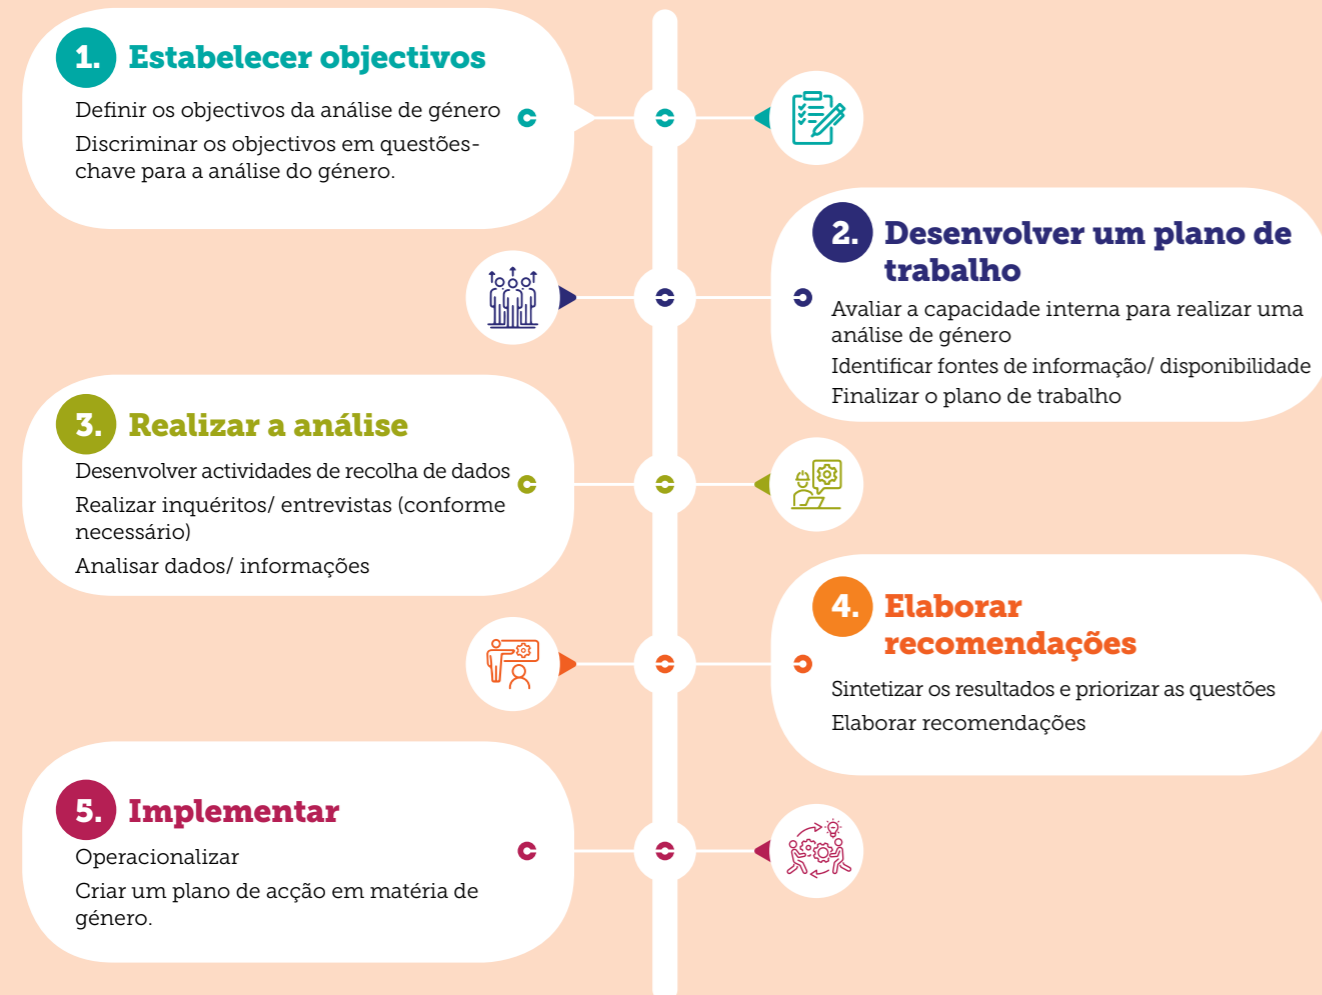 1. Estabelecer objectivos
Definir os objectivos da análise de género
Discriminar os objectivos em questões-
chave para a análise do género.
2. Desenvolver um plano de
trabalho
Avaliar a capacidade interna para realizar uma
análise de género
Identificar fontes de informação/ disponibilidade
Finalizar o plano de trabalho
3. Realizar a análise
Desenvolver actividades de recolha de dados
Realizar inquéritos/ entrevistas (conforme
necessário)
Analisar dados/ informações
4. Elaborar
recomendações
Sintetizar os resultados e priorizar as questões
Elaborar recomendações
5. Implementar
Operacionalizar
Criar um plano de acção em matéria de
género.